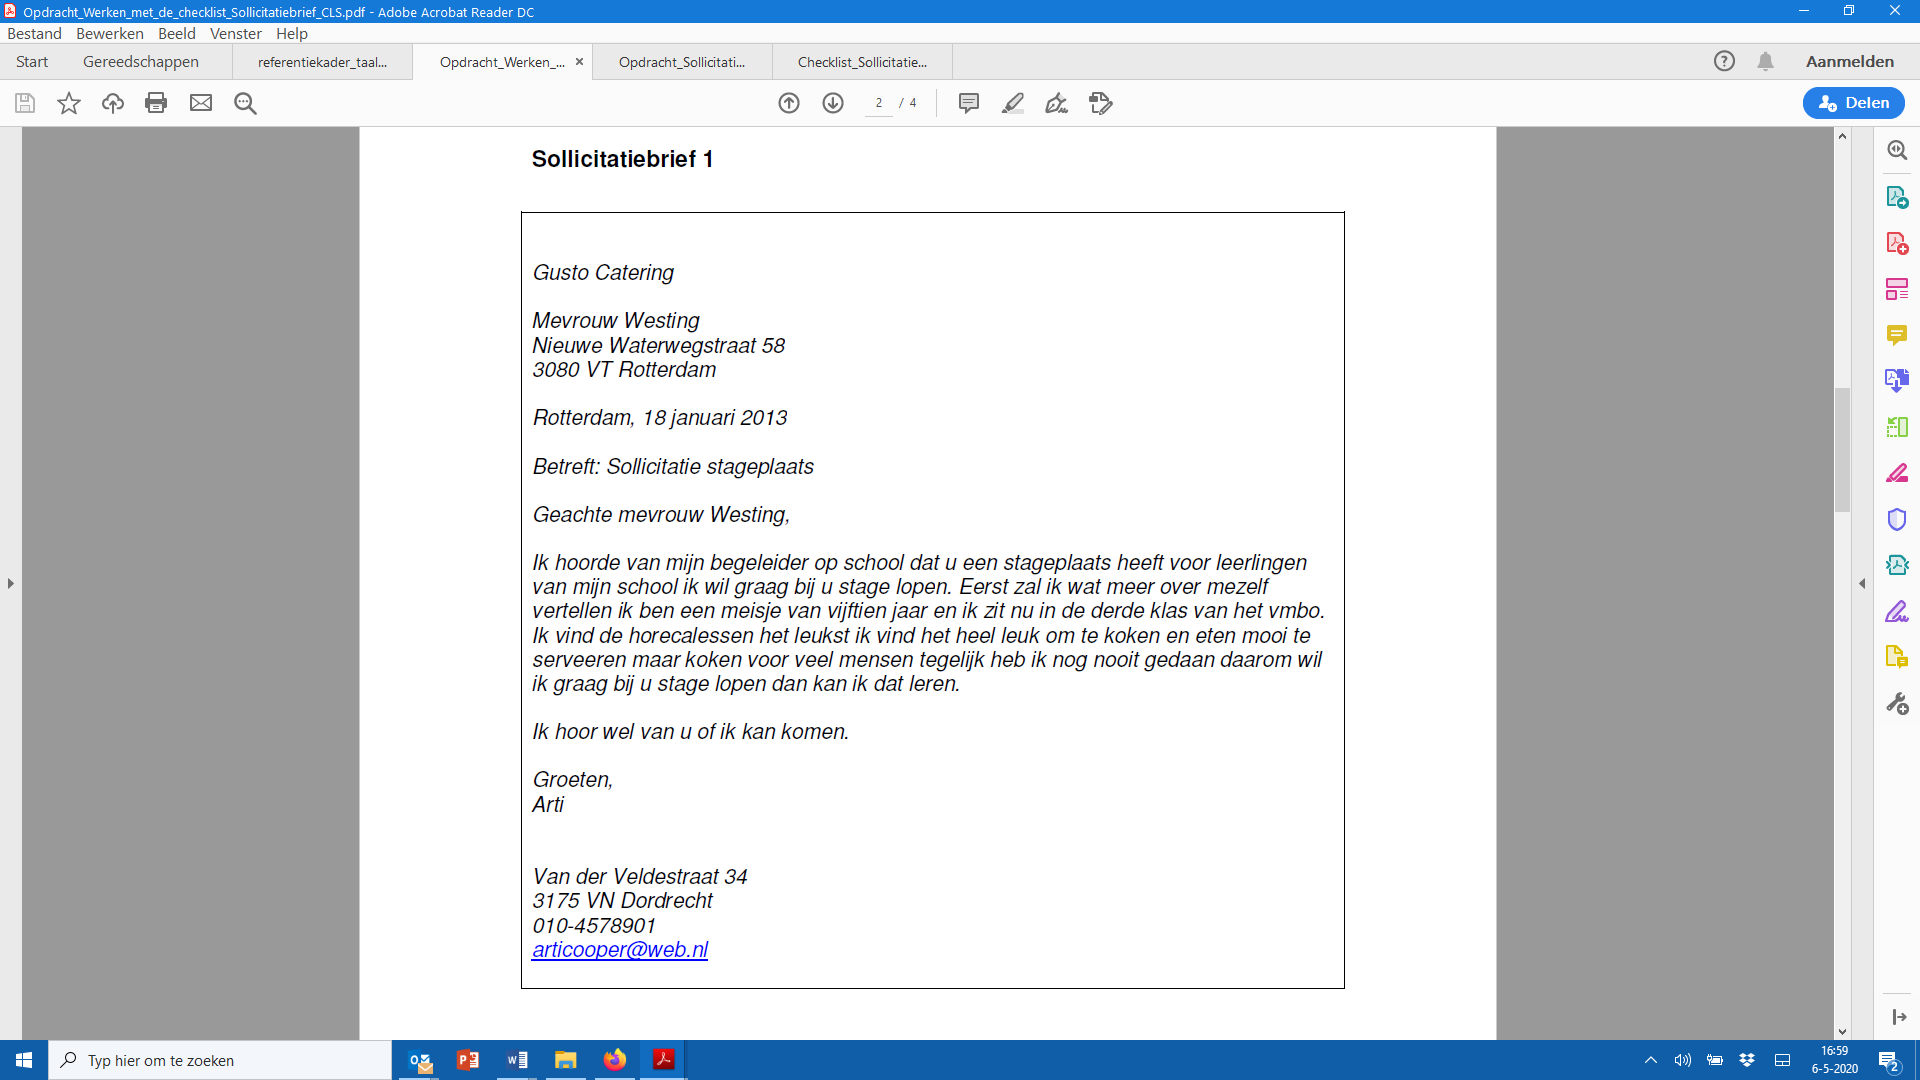 Opdracht_Werken_met_de_checklist_Sollicitatiebrief_CLS.pdf - Adobe Acrobat Reader DC
Bestand Bewerken Beeld Venster Help
Start Gereedschappen referentiekader_taal... Opdracht_Werken_... × Opdracht_Sollicitati... Checklist_Sollicitatie... ? Aanmelden
2 / 4 Delen
Sollicitatiebrief 1
Gusto Catering
Mevrouw Westing
Nieuwe Waterwegstraat 58
3080 VT Rotterdam
Rotterdam, 18 januari 2013
Betreft: Sollicitatie stageplaats
Geachte mevrouw Westing,
Ik hoorde van mijn begeleider op school dat u een stageplaats heeft voor leerlingen
van mijn school ik wil graag bij u stage lopen. Eerst zal ik wat meer over mezelf
vertellen ik ben een meisje van vijftien jaar en ik zit nu in de derde klas van het vmbo.
Ik vind de horecalessen het leukst ik vind het heel leuk om te koken en eten mooi te
serveeren maar koken voor veel mensen tegelijk heb ik nog nooit gedaan daarom wil
ik graag bij u stage lopen dan kan ik dat leren.
Ik hoor wel van u of ik kan komen.
Groeten,
Arti
Van der Veldestraat 34
3175 VN Dordrecht
010-4578901
articooper@web.nl
Typ hier om te zoeken
16:59
6-5-2020
2